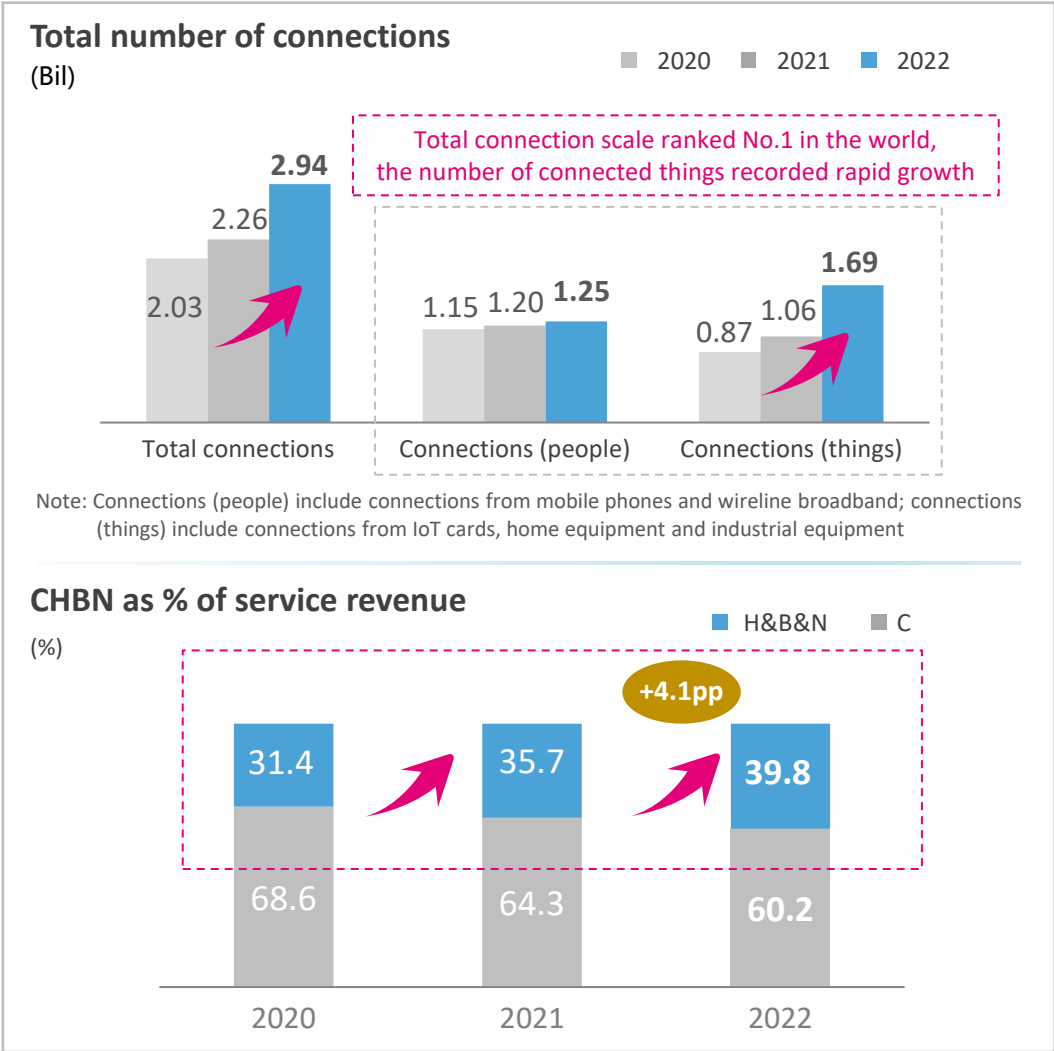 Total number of connections
(Bil)
2020 2021 2022
Total connection scale ranked No.1 in the world,
the number of connected things recorded rapid growth
2.03 2.26 2.94
1.15 1.20 1.25
0.87 1.06 1.69
Total connections Connections (people) Connections (things)
Note: Connections (people) include connections from mobile phones and wireline broadband; connections
(things) include connections from IoT cards, home equipment and industrial equipment
CHBN as % of service revenue
(%)
H&B&N C
+4.1pp
31.4 35.7 39.8
68.6 64.3 60.2
2020 2021 2022